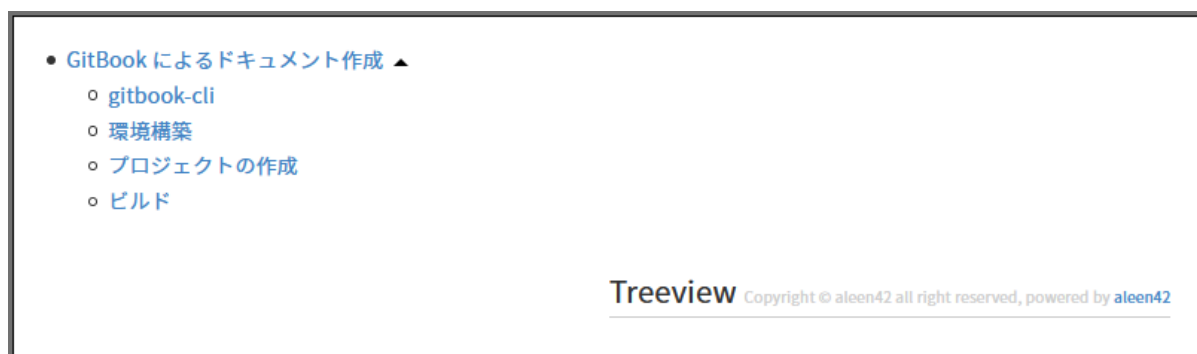 GitBook によるドキュメント作成
gitbook-cli
環境構築
プロジェクトの作成
ビルド
Treeview Copyright © aleen42 all right reserved, powered by aleen42